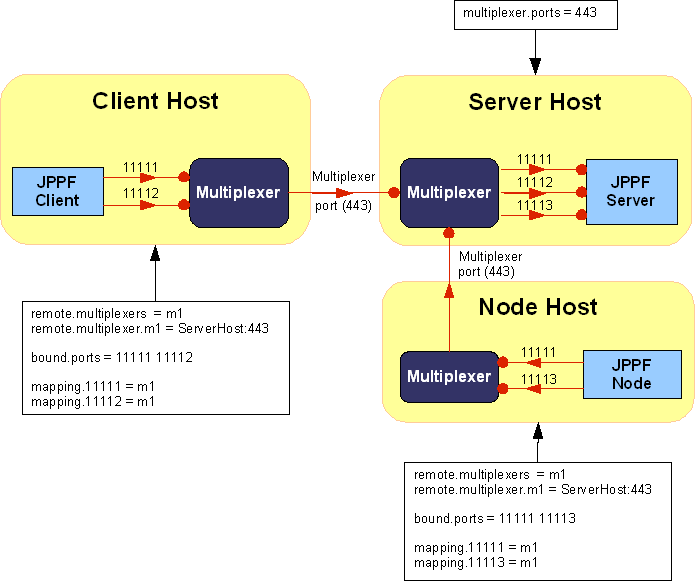 multiplexer.ports = 443
Client Host
Server Host
11111
11112
JPPF
Client
Multiplexer
Multiplexer
port (443)
Multiplexer
11111
11112
11113
JPPF
Server
Multiplexer
port (443)
remote.multiplexers = m1
remote.multiplexer.m1 = ServerHost:443
bound.ports = 11111 11112
mapping.11111 = m1
mapping.11112 = m1
Node Host
Multiplexer
11111
11113
JPPF
Node
remote.multiplexers = m1
remote.multiplexer.m1 = ServerHost:443
bound.ports = 11111 11113
mapping.11111 = m1
mapping.11113 = m1